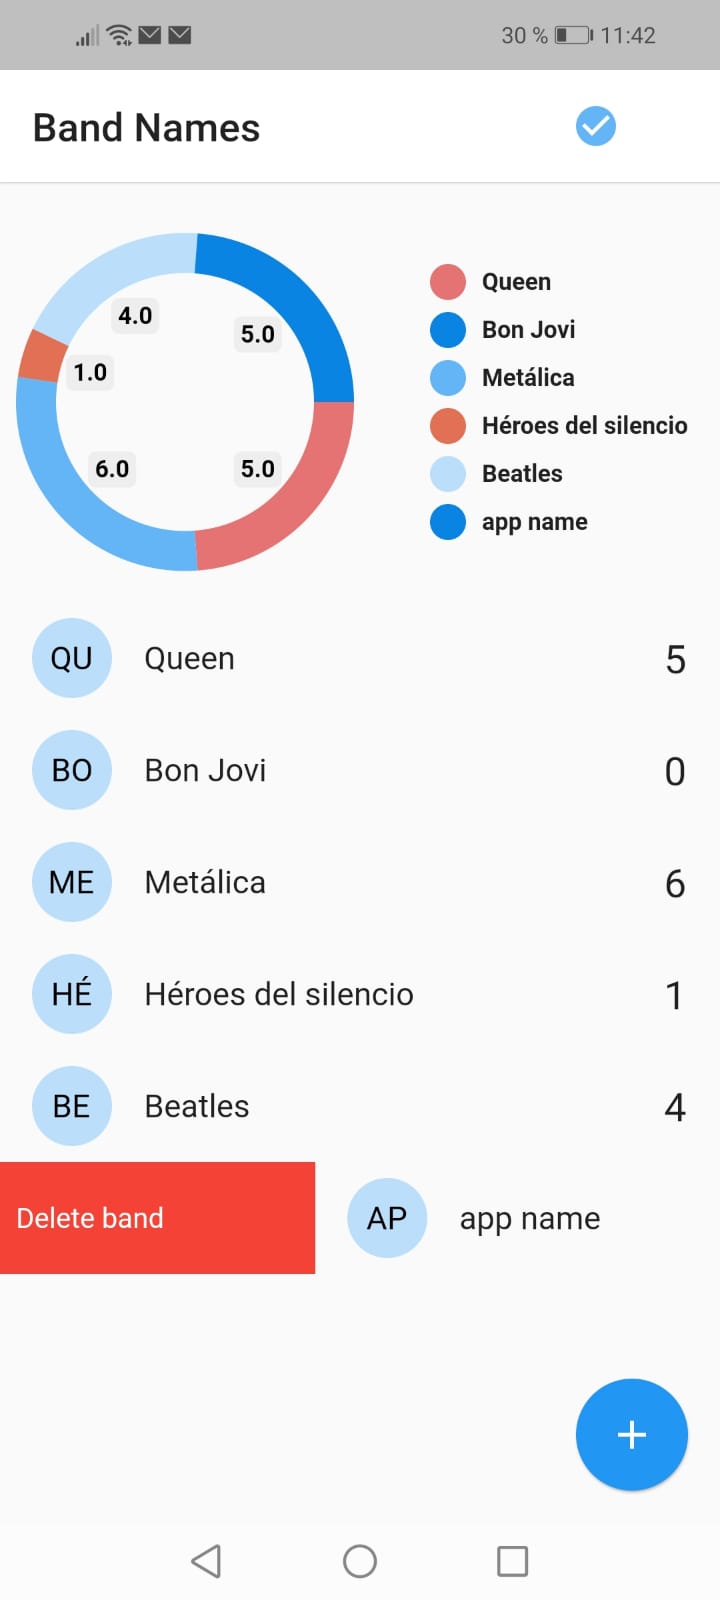 30 % 11:42
Band Names
4.0
5.0
1.0
6.0
5.0
Queen
Bon Jovi
Metálica
Héroes del silencio
Beatles
app name
QU Queen 5
BO Bon Jovi 0
ME Metálica 6
HÉ Héroes del silencio 1
BE Beatles 4
Delete band AP app name
+